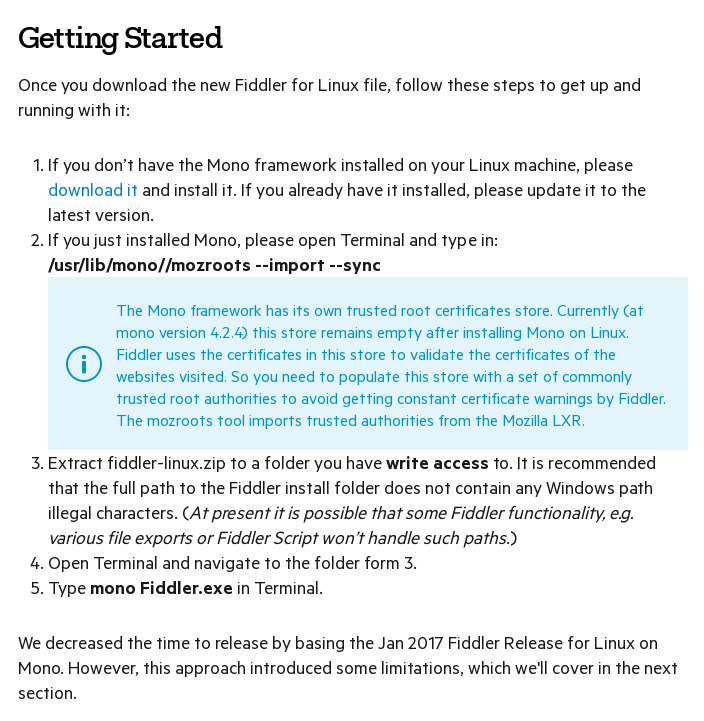 Getting Started
Once you download the new Fiddler for Linux file, follow these steps to get up and
running with it:
1. If you don't have the Mono framework installed on your Linux machine, please
download it and install it. If you already have it installed, please update it to the
latest version.
2. If you just installed Mono, please open Terminal and type in:
/usr/lib/mono//mozroots --import --sync
The Mono framework has its own trusted root certificates store. Currently (at
mono version 4.2.4) this store remains empty after installing Mono on Linux.
Fiddler uses the certificates in this store to validate the certificates of the
websites visited. So you need to populate this store with a set of commonly
trusted root authorities to avoid getting constant certificate warnings by Fiddler.
The mozroots tool imports trusted authorities from the Mozilla LXR.
3. Extract fiddler-linux.zip to a folder you have write access to. It is recommended
that the full path to the Fiddler install folder does not contain any Windows path
illegal characters. (At present it is possible that some Fiddler functionality, e.g.
various file exports or Fiddler Script won't handle such paths.)
4. Open Terminal and navigate to the folder form 3.
5. Type mono Fiddler.exe in Terminal.
We decreased the time to release by basing the Jan 2017 Fiddler Release for Linux on
Mono. However, this approach introduced some limitations, which we'll cover in the next
section.